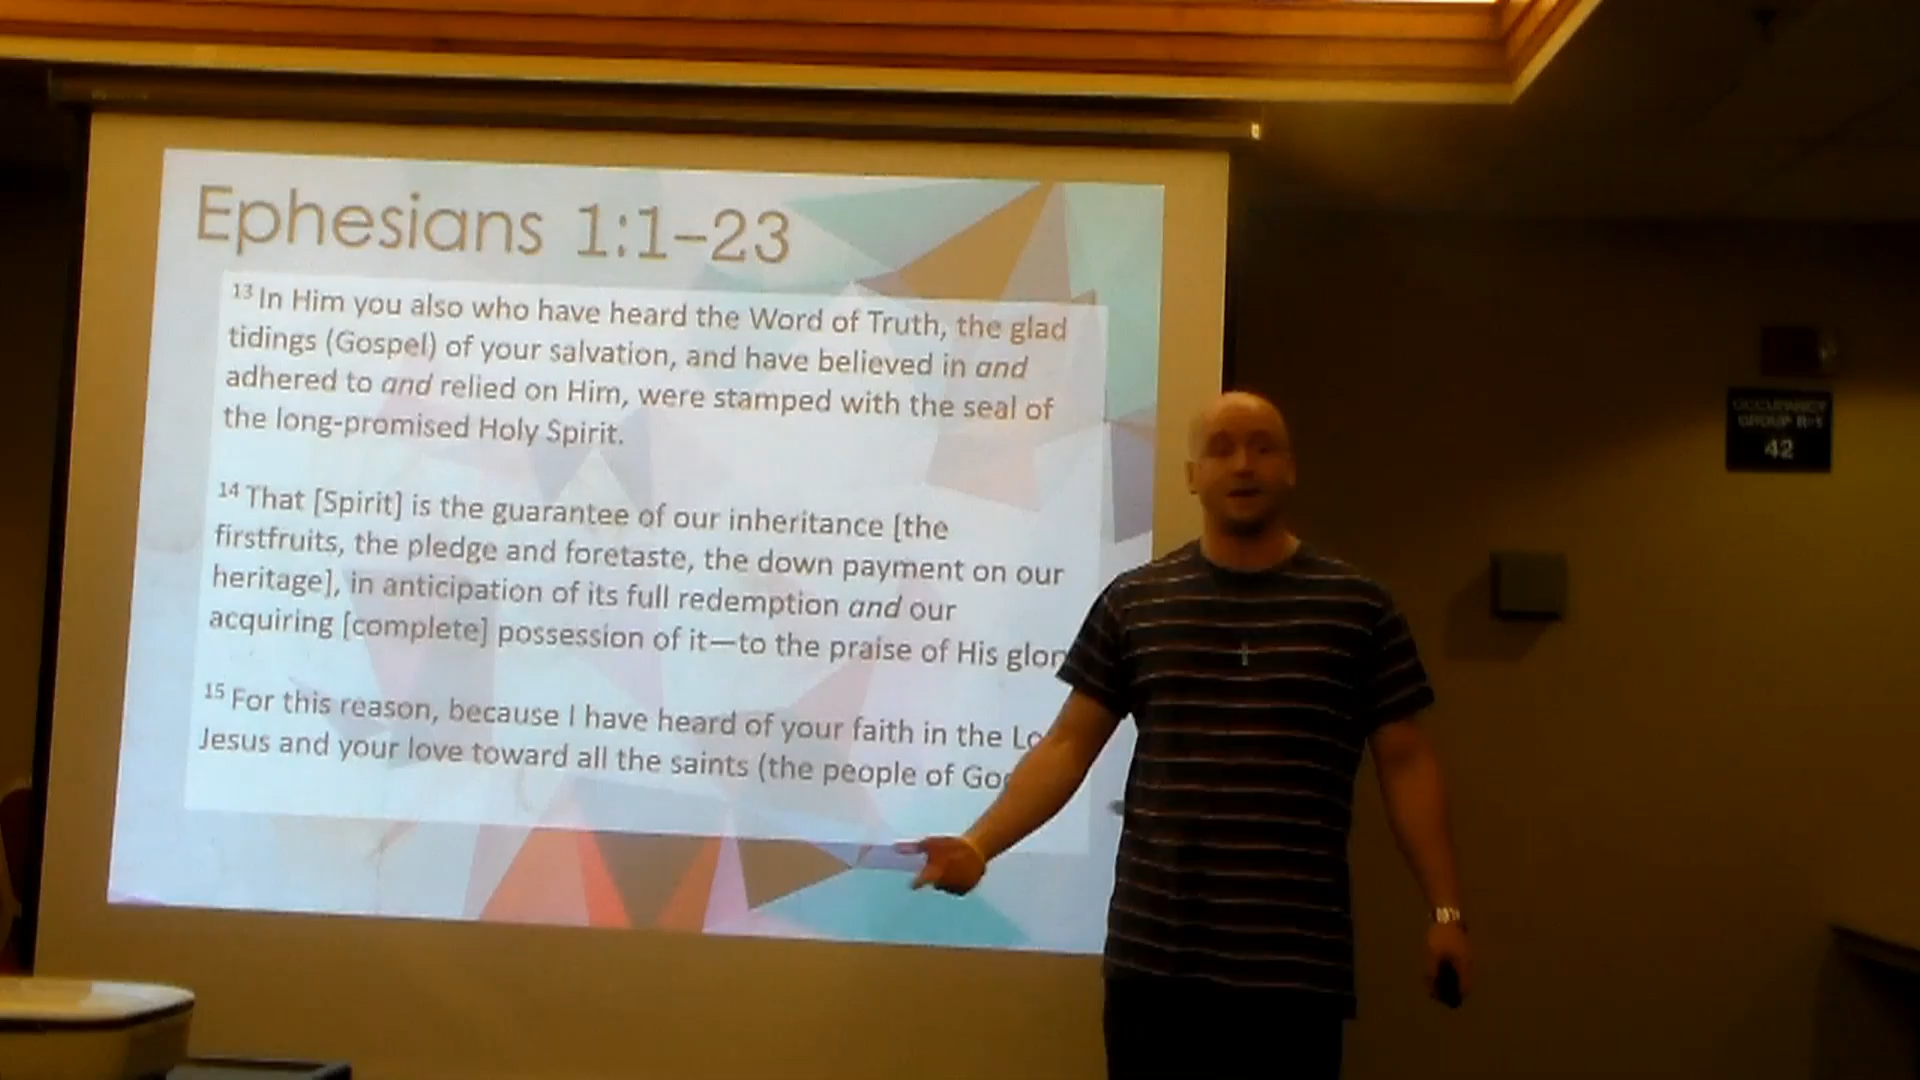 Ephesians 1:1–23
13 In Him you also who have heard the Word of Truth, the glad
tidings (Gospel) of your salvation, and have believed in and
adhered to and relied on Him, were stamped with the seal of
the long-promised Holy Spirit.
14 That [Spirit] is the guarantee of our inheritance [the
firstfruits, the pledge and foretaste, the down payment on our
heritage], in anticipation of its full redemption and our
acquiring [complete] possession of it—to the praise of His glor
15 For this reason, because I have heard of your faith in the Lo
Jesus and your love toward all the saints (the people of Go
OCCUPANCY
GROUP R-1
42